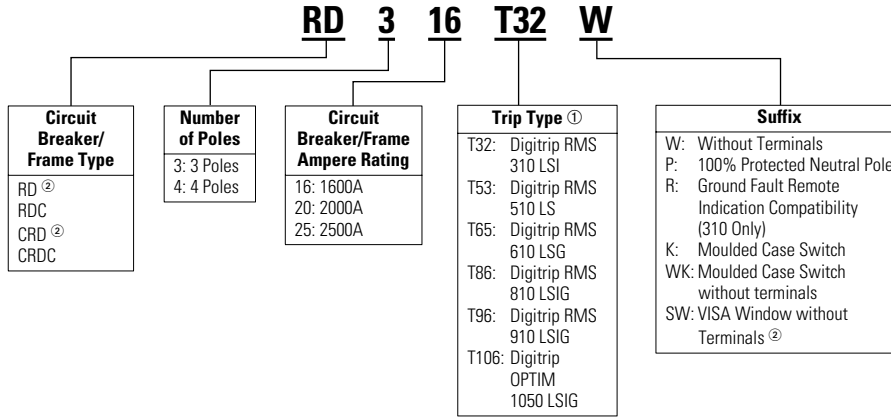 RD 3 16 T32 W
Circuit
Breaker/
Frame Type
RD ②
RDC
CRD ②
CRDC
Number
of Poles
3: 3 Poles
4: 4 Poles
Circuit
Breaker/Frame
Ampere Rating
16: 1600A
20: 2000A
25: 2500A
Trip Type ①
T32: Digitrip RMS
310 LSI
T53: Digitrip RMS
510 LS
T65: Digitrip RMS
610 LSG
T86: Digitrip RMS
810 LSIG
T96: Digitrip RMS
910 LSIG
T106: Digitrip
OPTIM
1050 LSIG
Suffix
W: Without Terminals
P: 100% Protected Neutral Pole
R: Ground Fault Remote
Indication Compatibility
(310 Only)
K: Moulded Case Switch
WK: Moulded Case Switch
without terminals
SW: VISA Window without
Terminals ②